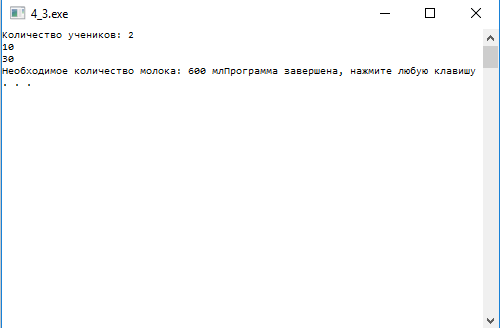 4_3.exe
Количество учеников: 2
10
30
Необходимое количество молока: 600 млПрограмма завершена, нажмите любую клавишу
. . .